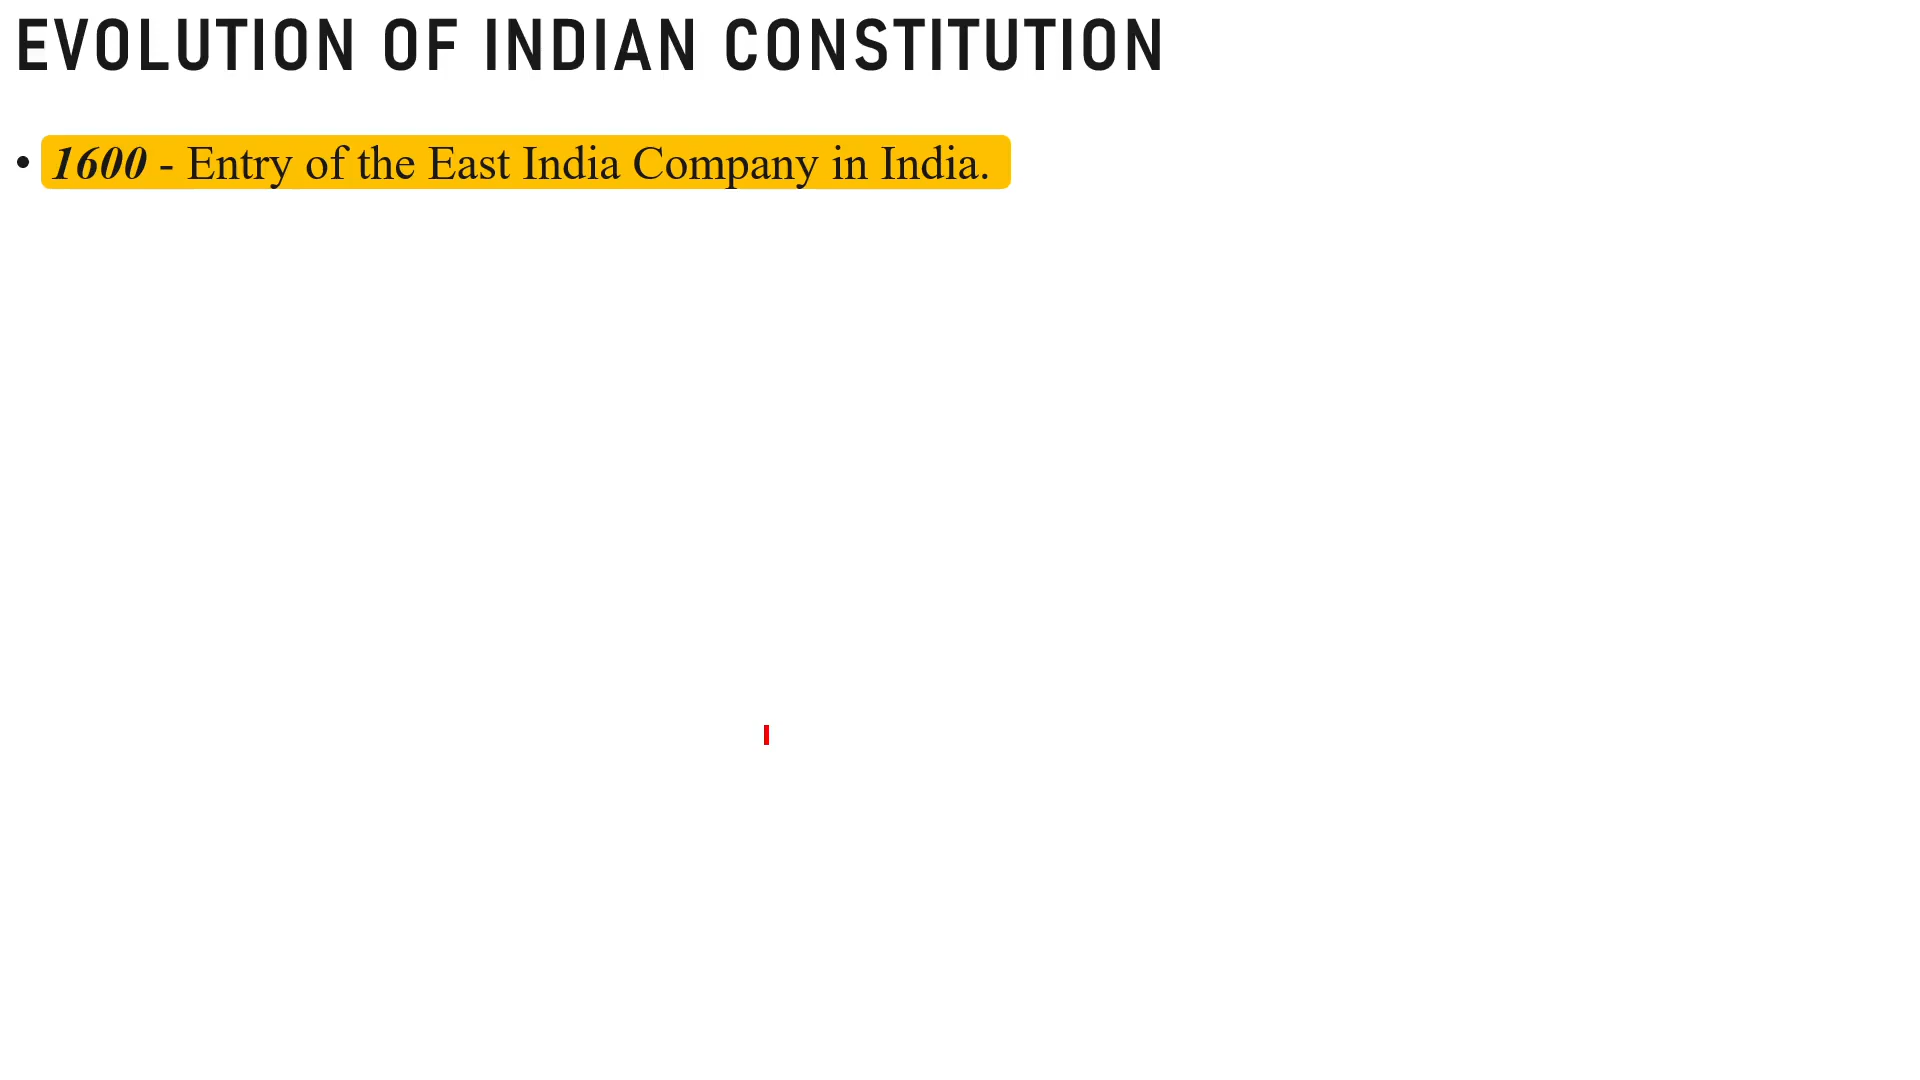 EVOLUTION OF INDIAN CONSTITUTION
• 1600 - Entry of the East India Company in India.